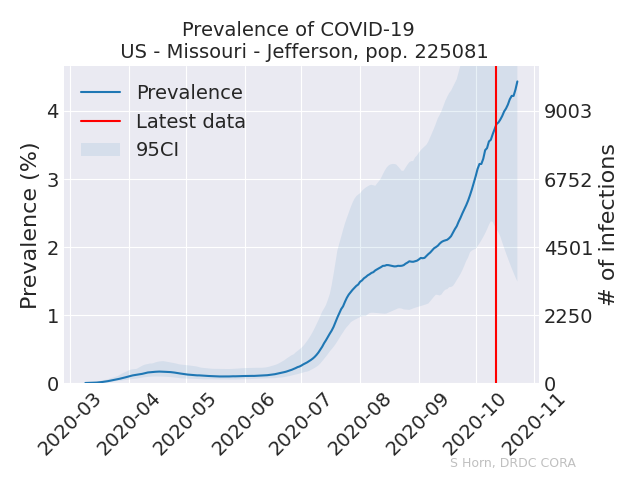 Prevalence of COVID-19
US - Missouri - Jefferson, pop. 225081
Prevalence
Latest data
95CI
Prevalence (%)
4
3
2
1
0
9003
6752
4501
2250
0
# of infections
2020-03
2020-04
2020-05
2020-06
2020-07
2020-08
2020-09
2020-10
2020-11
S Horn, DRDC CORA